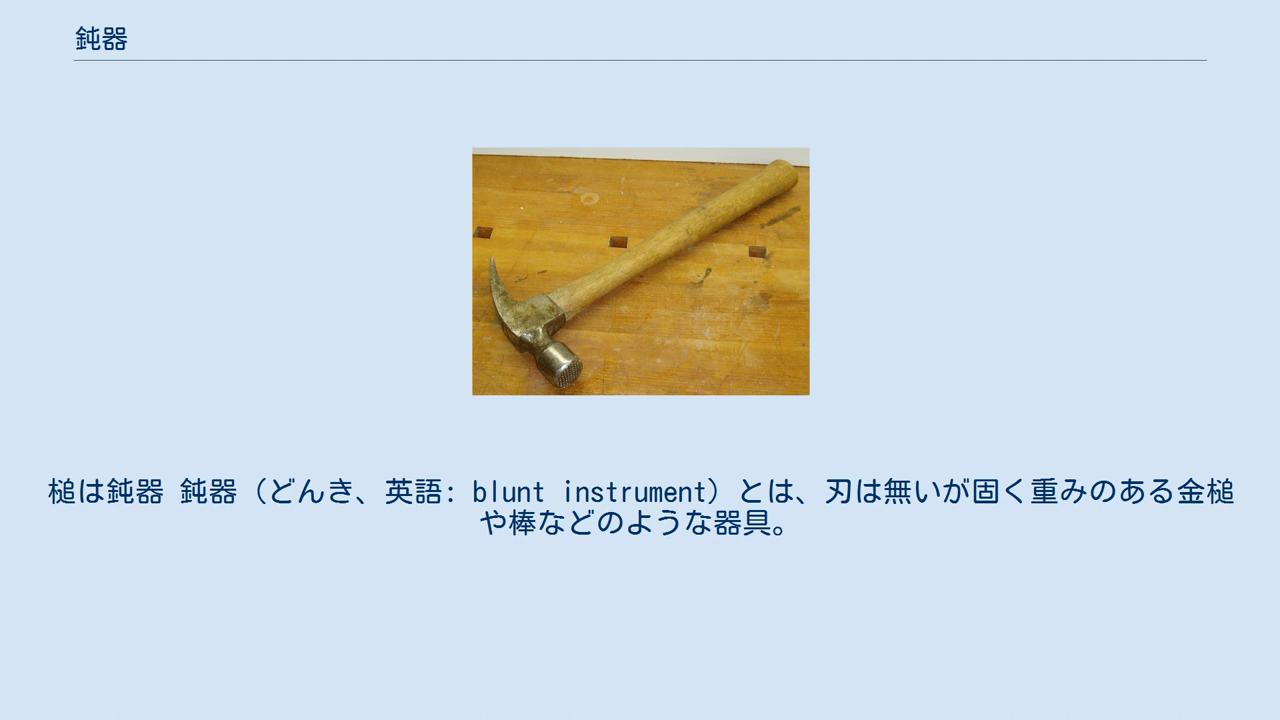 鈍器
槌は鈍器 鈍器（どんき、英語: blunt instrument）とは、刃は無いが固く重みのある金槌
や棒などのような器具。